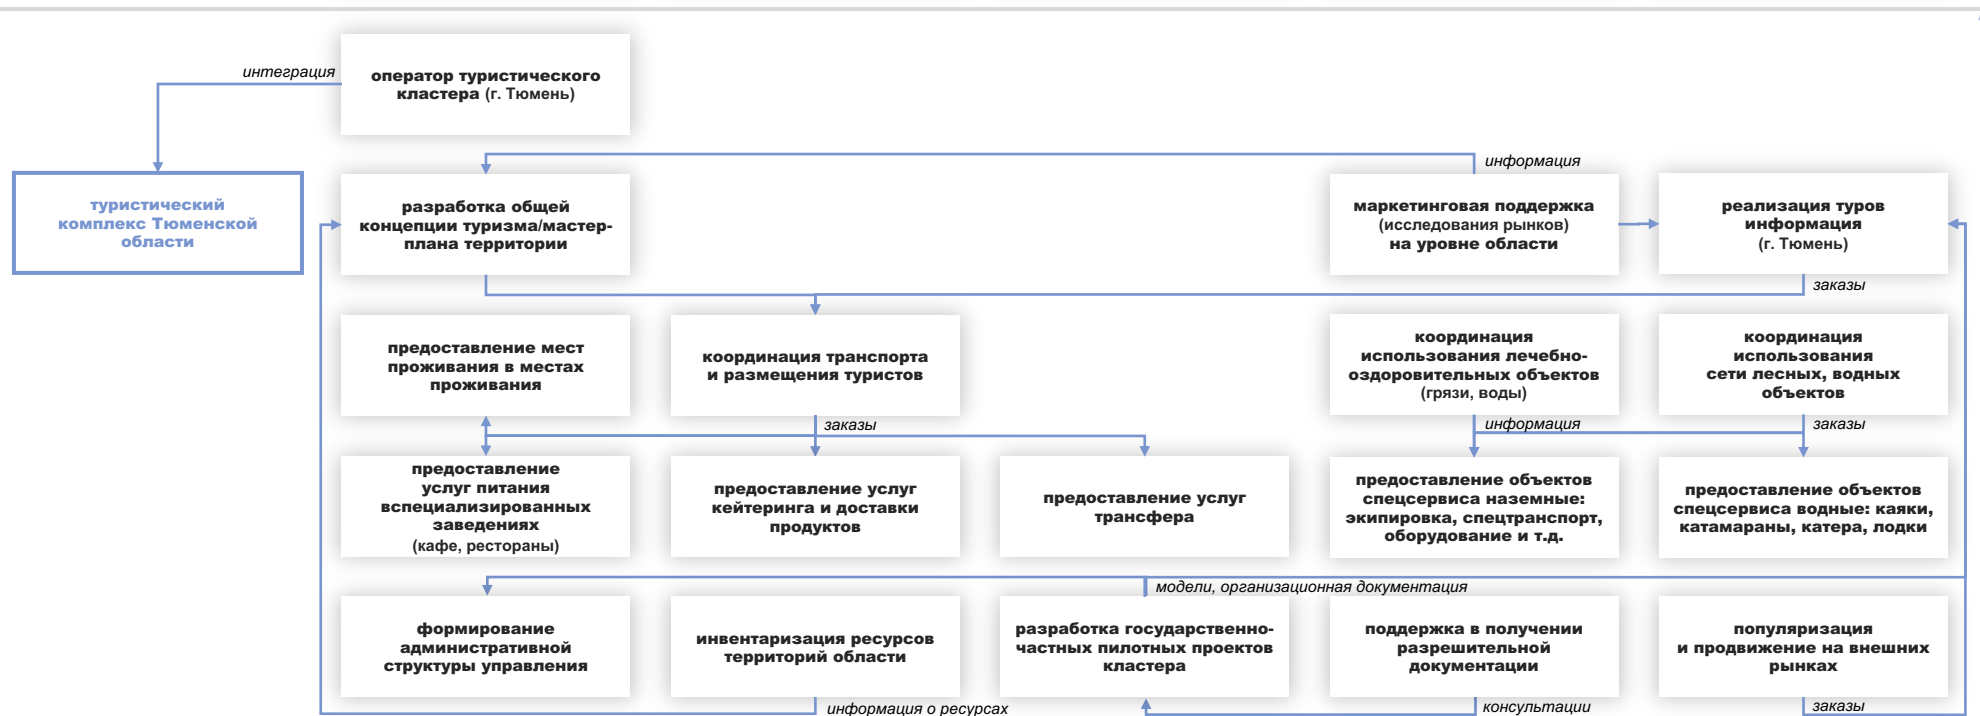 интеграция
оператор туристического
кластера (г. Тюмень)
информация
туристический
комплекс Тюменской
области
разработка общей
концепции туризма/мастер-
плана территории
маркетинговая поддержка
(исследования рынков)
на уровне области
реализация туров
информация
(г. Тюмень)
заказы
предоставление мест
проживания в местах
проживания
координация транспорта
и размещения туристов
координация
использования лечебно-
оздоровительных объектов
(грязи, воды)
координация
использования
сети лесных, водных
объектов
заказы
информация
заказы
предоставление
услуг питания
вспециализированных
заведениях
(кафе, рестораны)
предоставление услуг
кейтеринга и доставки
продуктов
предоставление услуг
трансфера
предоставление объектов
спецсервиса наземные:
экипировка, спецтранспорт,
оборудование и т.д.
предоставление объектов
спецсервиса водные: каяки,
катамараны, катера, лодки
модели, организационная документация
формирование
административной
структуры управления
инвентаризация ресурсов
территорий области
разработка государственно-
частных пилотных проектов
кластера
поддержка в получении
разрешительной
документации
популяризация
и продвижение на внешних
рынках
информация о ресурсах
консультации
заказы